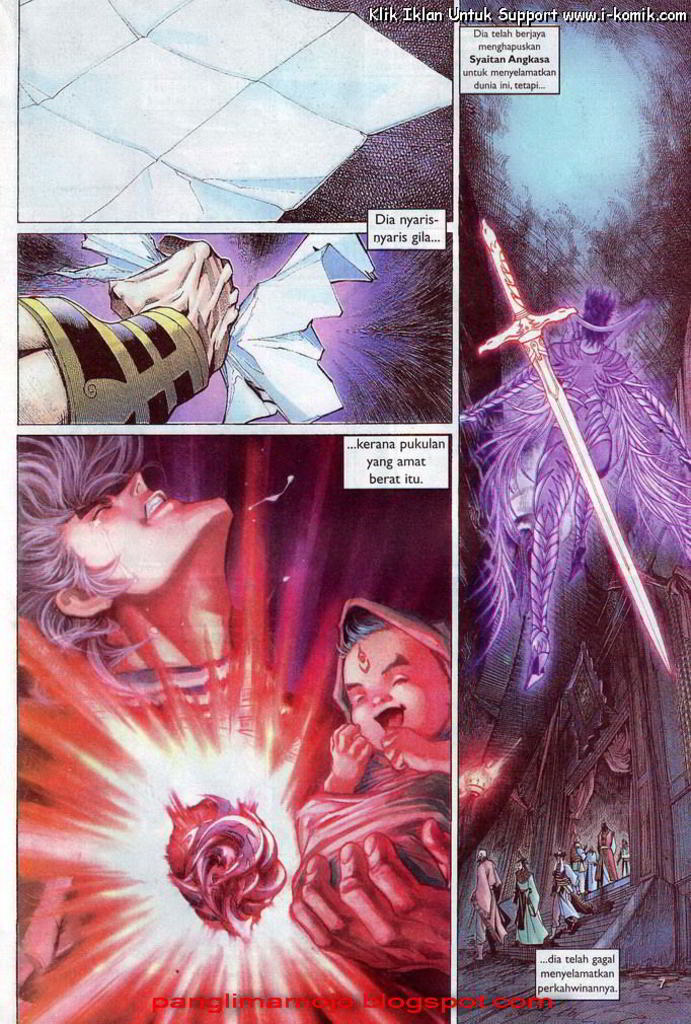 Klik Iklan Untuk Support www.i-komik.com
Dia nyaris-
nyaris gila...
...kerana pukulan
yang amat
berat itu.
Dia telah berjaya
menghapuskan
Syaitan Angkasa
untuk menyelamatkan
dunia ini, tetapi...
...dia telah gagal
menyelamatkan
perkahwinannya.
7
panglimamojo.blogspot.com